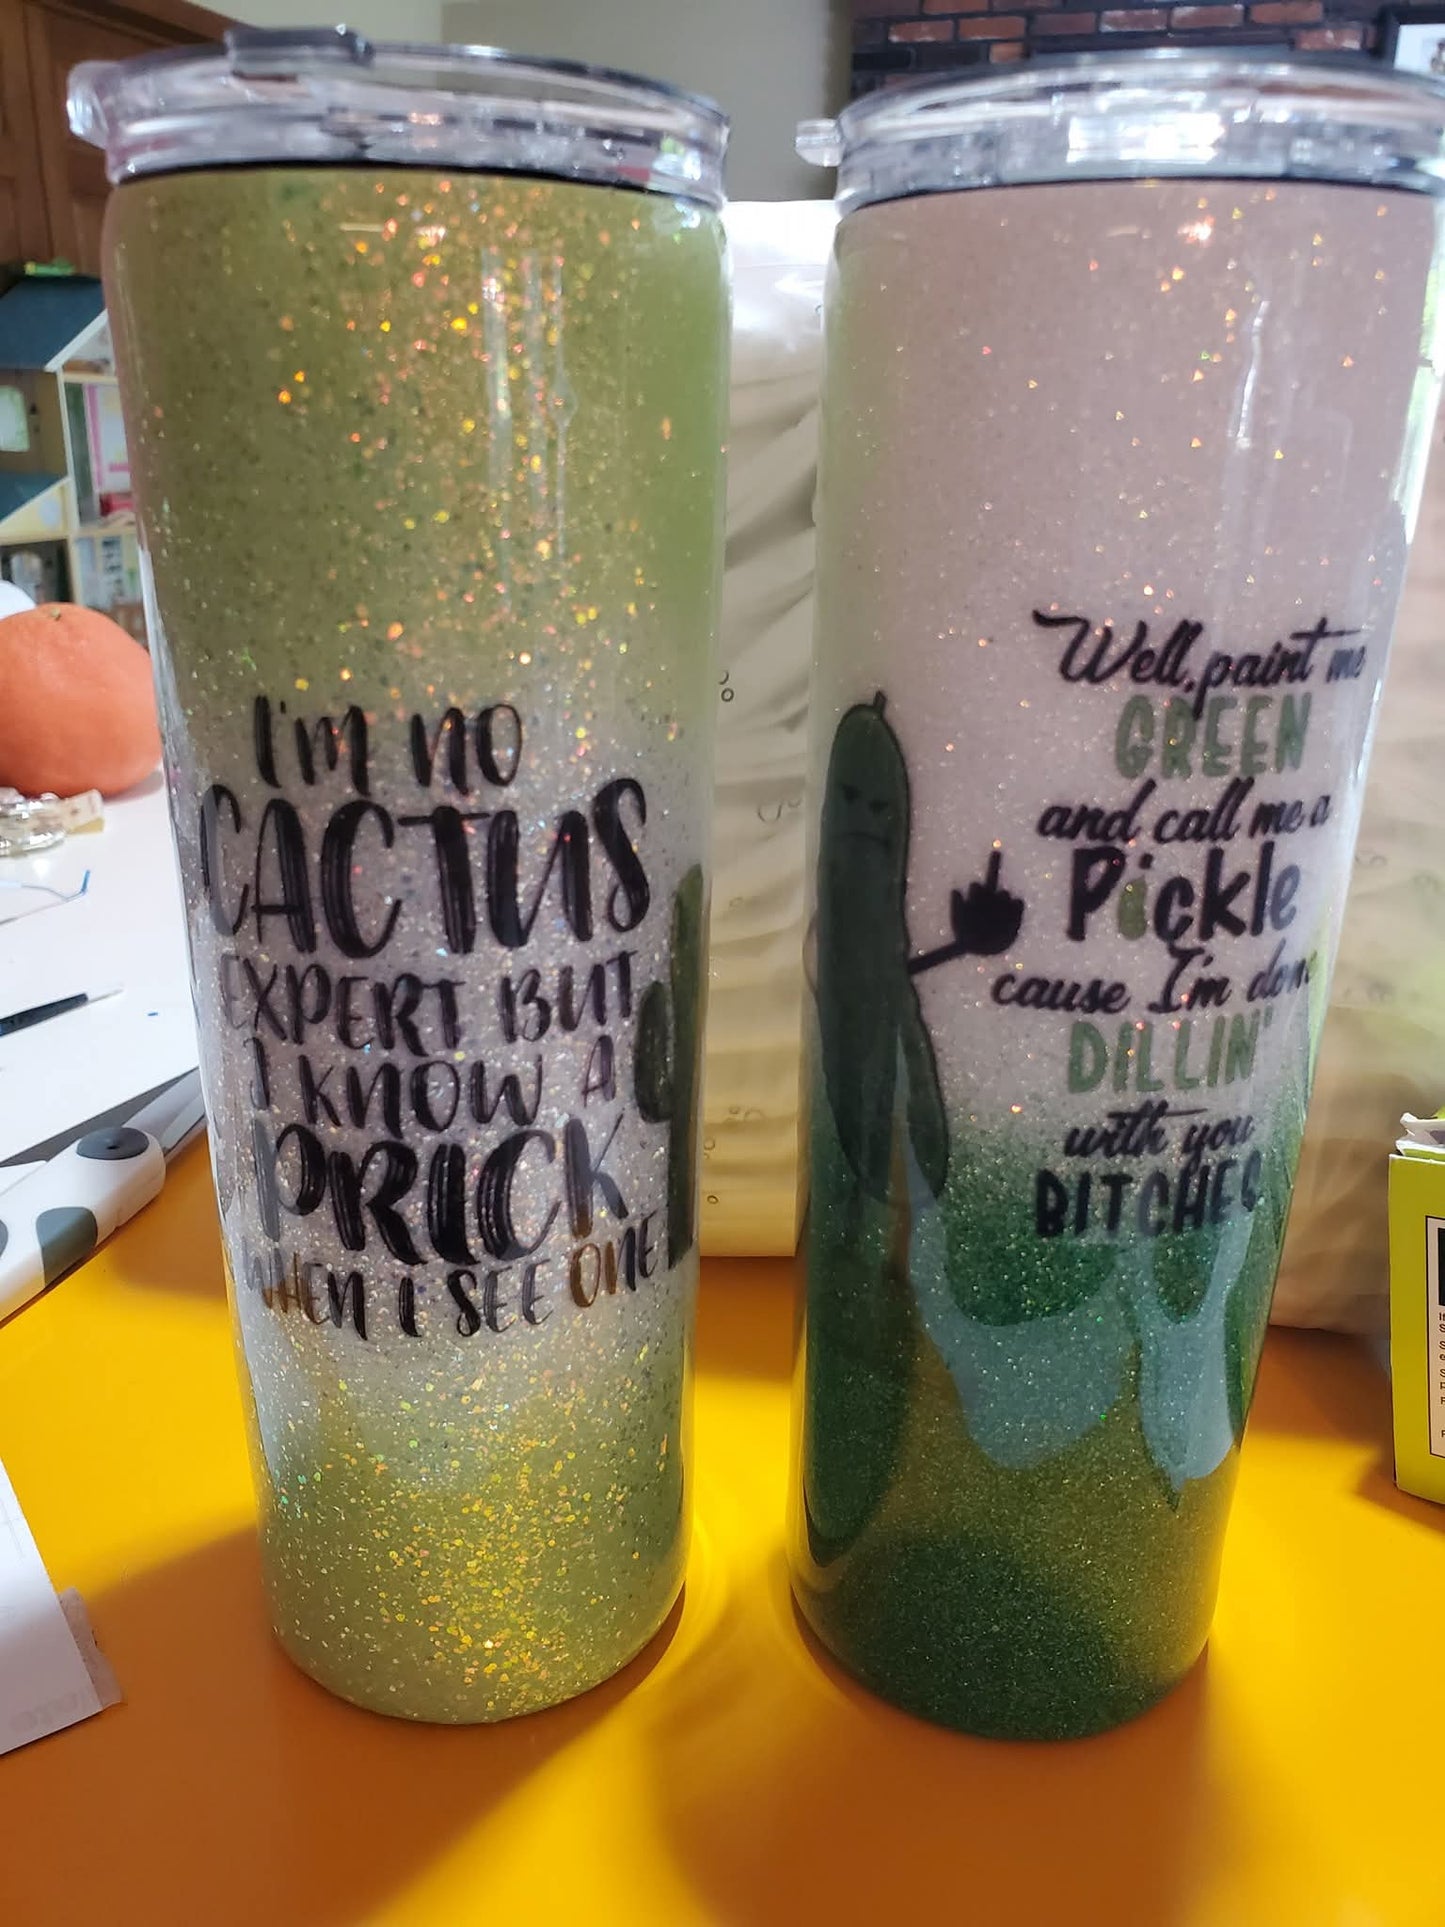 I'm NO
CACTUS
EXPERT BUT
I KNOW A
PRICK
WHEN I SEE ONE
Well, paint me
GREEN
and call me a
Pickle
cause I'm done
DILLIN'
with you
BITCHES